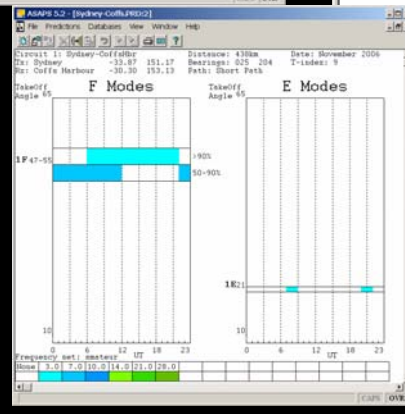 ASAPS 5.2 - [Sydney-Coffs.PRD:2]
File Predictions Databases View Window Help
Circuit 1: Sydney-CoffsHbr Distance: 438km Date: November 2006
Tx: Sydney -33.87 151.17 Bearings: 025 204 T-index: 9
Rx: Coffs Harbour -30.30 153.13 Path: Short Path
TakeOff Angle 65 F Modes
TakeOff Angle 65 E Modes
1F 47-55 >90%
50-90%
1E 21
10 10
0 6 12 18 23 0 6 12 18 23
UT UT
Frequency set: amateur
None 3.0 7.0 10.0 14.0 21.0 28.0
CAPS OVR